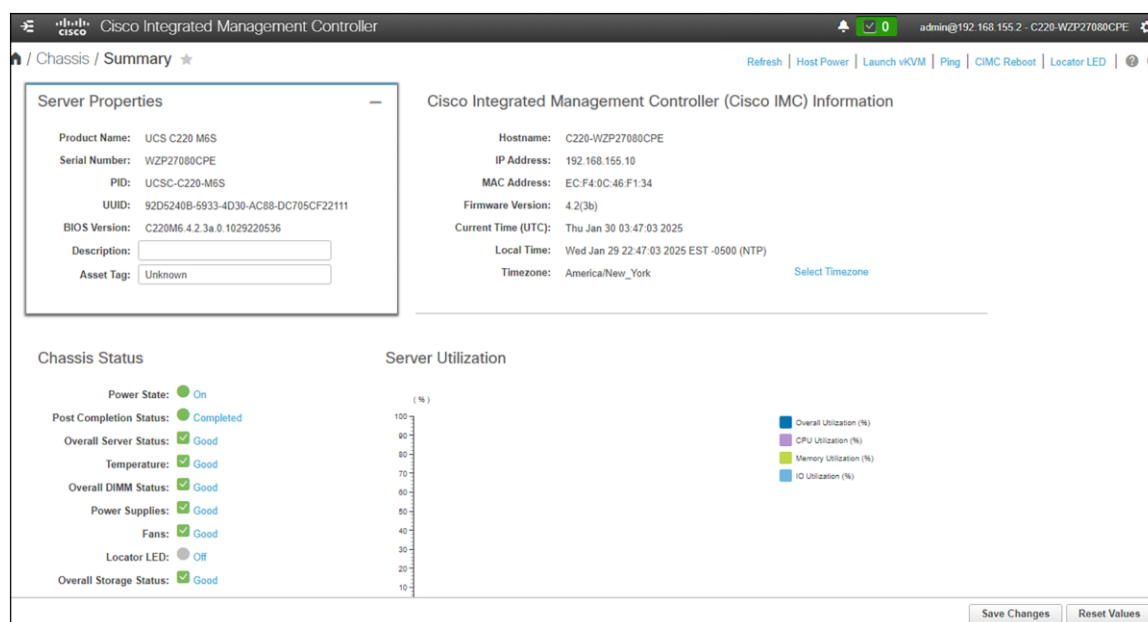 cisco Cisco Integrated Management Controller 0 admin@192.168.155.2 - C220-WZP27080CPE
/ Chassis / Summary
Refresh | Host Power | Launch vKVM | Ping | CIMC Reboot | Locator LED |
Server Properties
Product Name: UCS C220 M6S
Serial Number: WZP27080CPE
PID: UCSC-C220-M6S
UUID: 92D5240B-5933-4D30-AC88-DC705CF22111
BIOS Version: C220M6.4.2.3a.0.1029220536
Description:
Asset Tag: Unknown
Cisco Integrated Management Controller (Cisco IMC) Information
Hostname: C220-WZP27080CPE
IP Address: 192.168.155.10
MAC Address: EC:F4:0C:46:F1:34
Firmware Version: 4.2(3b)
Current Time (UTC): Thu Jan 30 03:47:03 2025
Local Time: Wed Jan 29 22:47:03 2025 EST -0500 (NTP)
Timezone: America/New_York Select Timezone
Chassis Status
Power State: On
Post Completion Status: Completed
Overall Server Status: Good
Temperature: Good
Overall DIMM Status: Good
Power Supplies: Good
Fans: Good
Locator LED: Off
Overall Storage Status: Good
Server Utilization
(%)
100
90
80
70
60
50
40
30
20
10
Overall Utilization (%)
CPU Utilization (%)
Memory Utilization (%)
IO Utilization (%)
Save Changes Reset Values